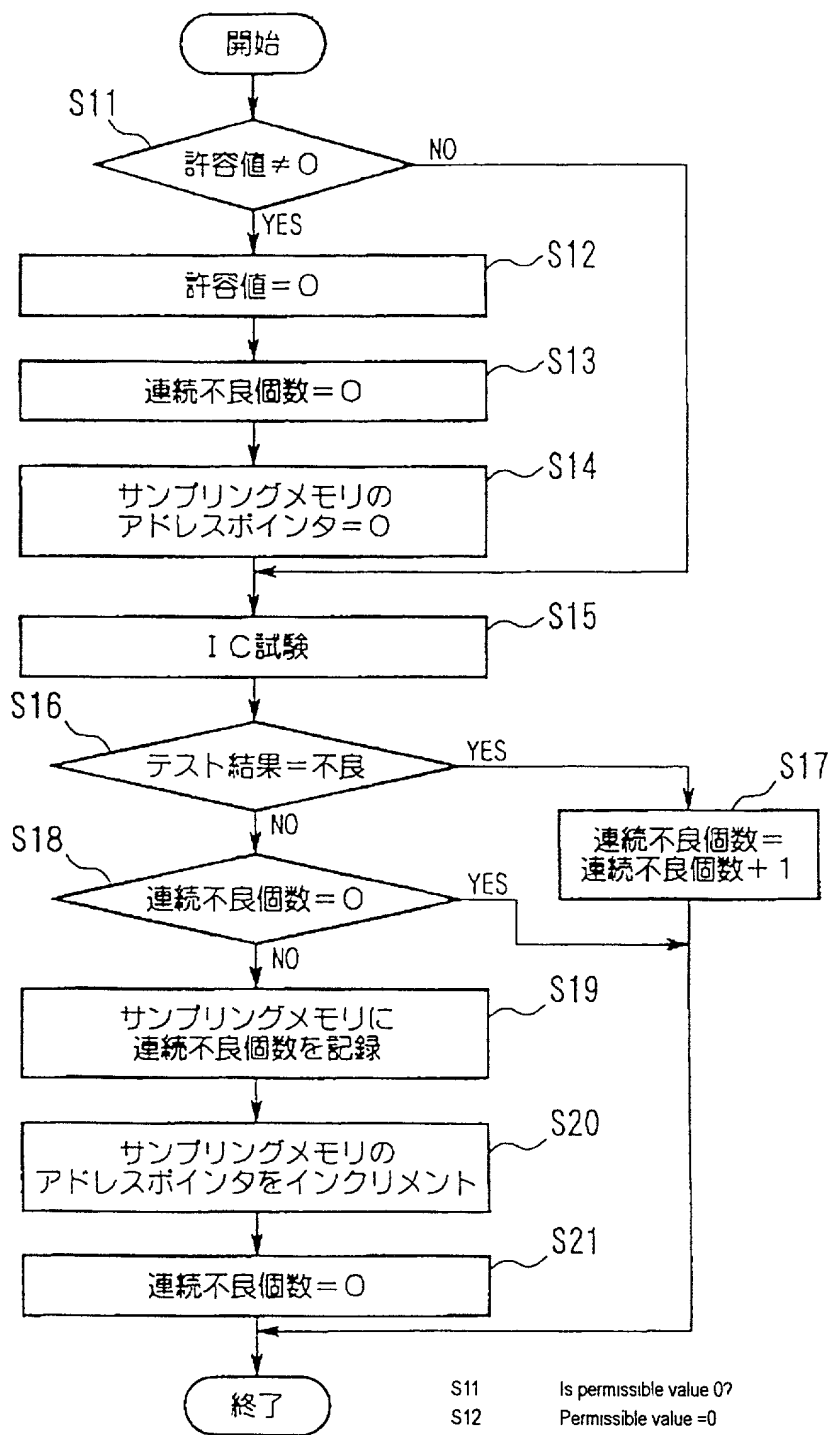 開始
S11
許容値≠0
NO
YES
許容値=0
S12
連続不良個数=0
S13
サンプリングメモリの
アドレスポインタ=0
S14
IC試験
S15
S16
テスト結果=不良
YES
NO
S17
連続不良個数=
連続不良個数+1
S18
連続不良個数=0
YES
NO
サンプリングメモリに
連続不良個数を記録
S19
サンプリングメモリの
アドレスポインタをインクリメント
S20
連続不良個数=0
S21
終了
S11 Is permissible value 0?
S12 Permissible value =0